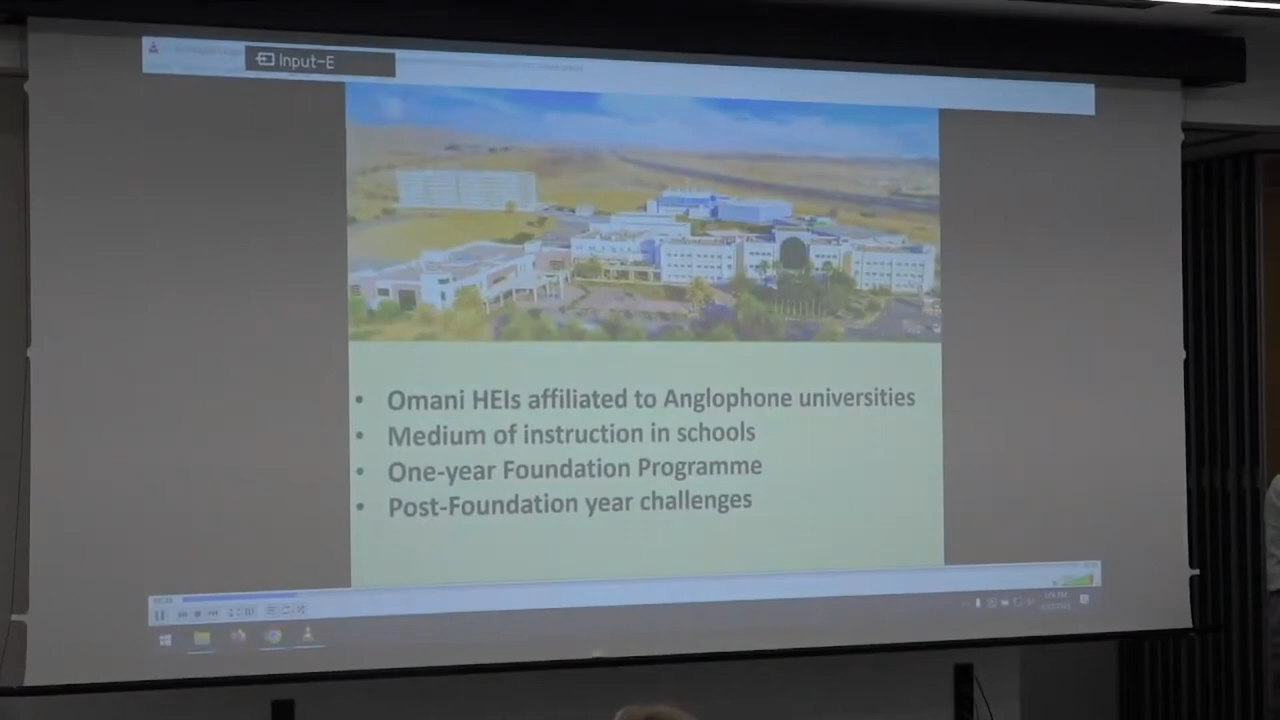 Input-E
• Omani HEIs affiliated to Anglophone universities
• Medium of instruction in schools
• One-year Foundation Programme
• Post-Foundation year challenges